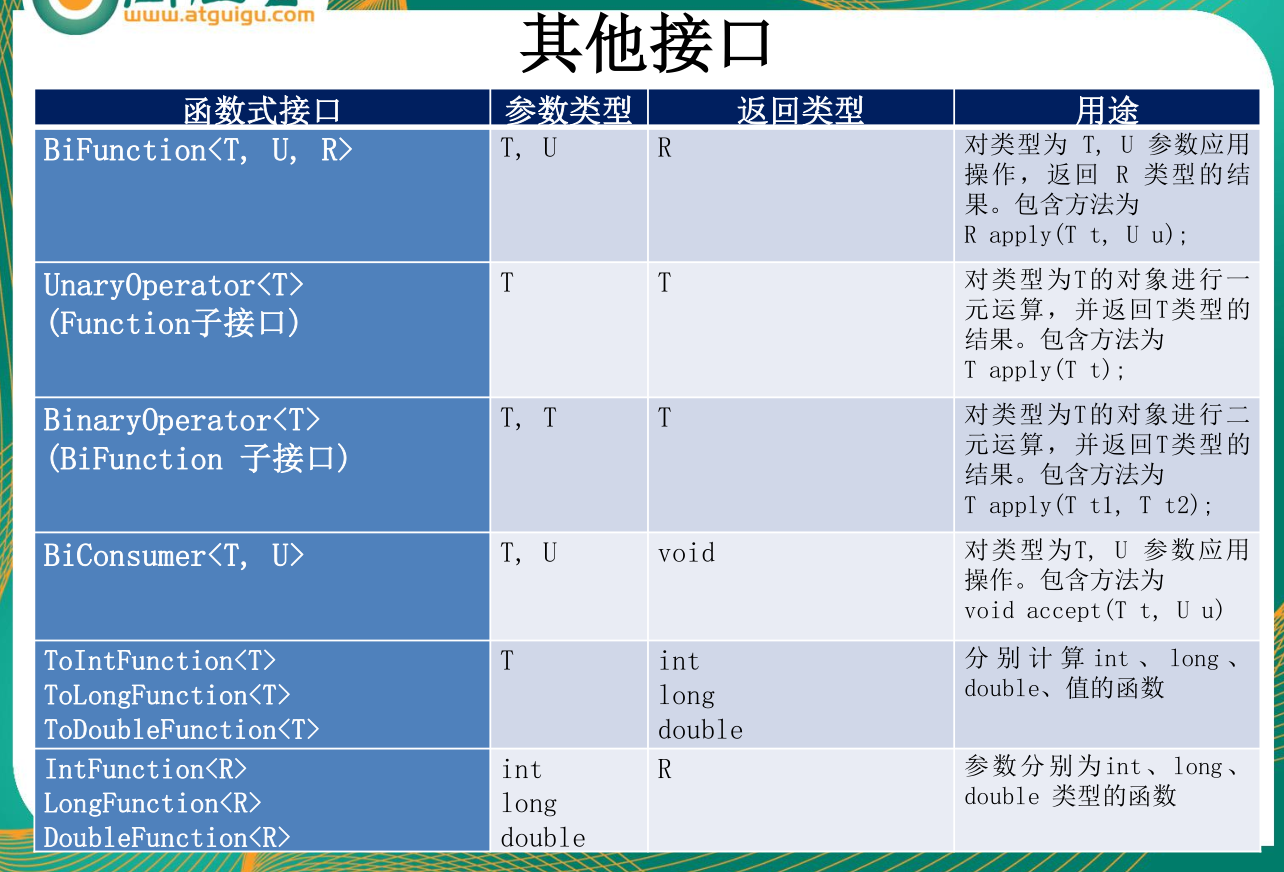 www.atguigu.com
其他接口
函数式接口 参数类型 返回类型 用途
BiFunction<T, U, R> T, U R 对类型为 T, U 参数应用
操作，返回 R 类型的结
果。包含方法为
R apply(T t, U u);
UnaryOperator<T> T T 对类型为T的对象进行一
(Function子接口) 元运算，并返回T类型的
结果。包含方法为
T apply(T t);
BinaryOperator<T> T, T T 对类型为T的对象进行二
(BiFunction 子接口) 元运算，并返回T类型的
结果。包含方法为
T apply(T t1, T t2);
BiConsumer<T, U> T, U void 对类型为T, U 参数应用
操作。包含方法为
void accept(T t, U u)
ToIntFunction<T> T int 分别计算int、long、
ToLongFunction<T> long double、值的函数
ToDoubleFunction<T> double
IntFunction<R> int R 参数分别为int、long、
LongFunction<R> long double 类型的函数
DoubleFunction<R> double